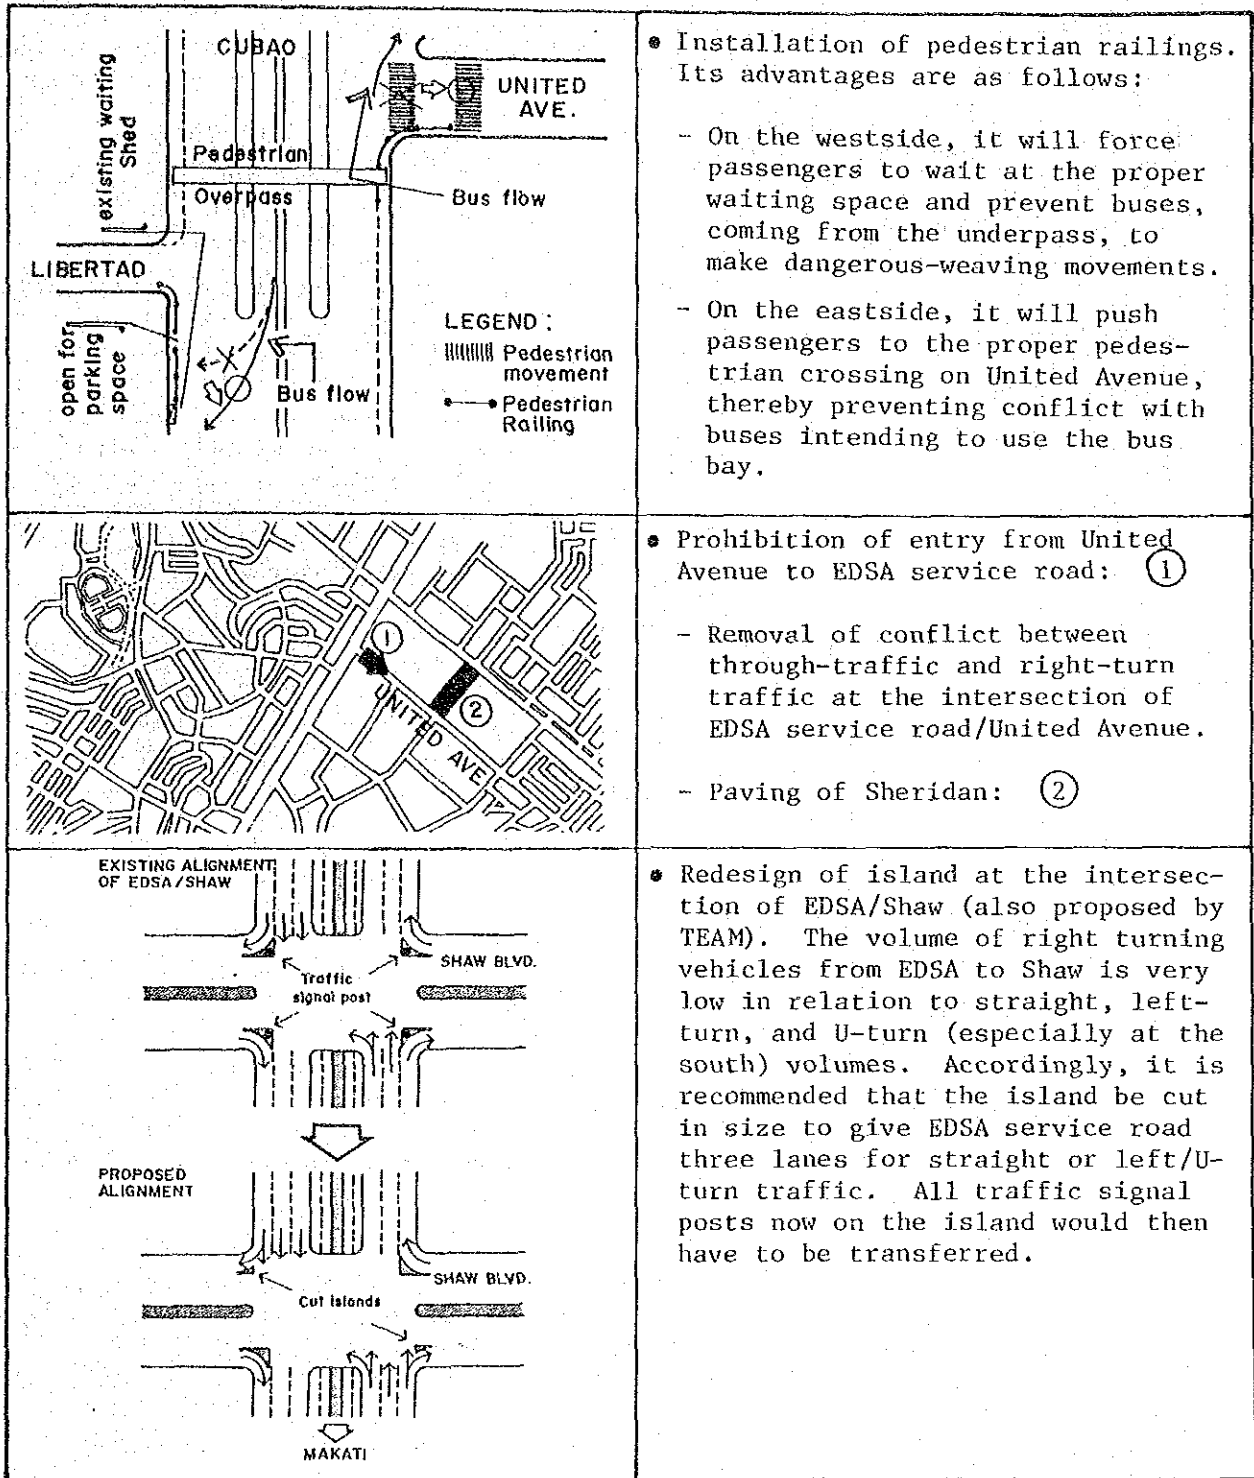 CUBAO
existing waiting
Shed
UNITED
AVE.
Pedestrian
Overpass
Bus flow
LIBERTAD
open for
parking
space
Bus flow
LEGEND :
Pedestrian
movement
Pedestrian
Railing
• Installation of pedestrian railings.
Its advantages are as follows:
- On the westside, it will force
passengers to wait at the proper
waiting space and prevent buses,
coming from the underpass, to
make dangerous-weaving movements.
- On the eastside, it will push
passengers to the proper pedes-
trian crossing on United Avenue,
thereby preventing conflict with
buses intending to use the bus
bay.
1
2
UNITED AVE
• Prohibition of entry from United
Avenue to EDSA service road: 1
- Removal of conflict between
through-traffic and right-turn
traffic at the intersection of
EDSA service road/United Avenue.
- Paving of Sheridan: 2
EXISTING ALIGNMENT
OF EDSA/SHAW
SHAW BLVD.
Traffic
signal post
PROPOSED
ALIGNMENT
SHAW BLVD.
Cut islands
MAKATI
• Redesign of island at the intersec-
tion of EDSA/Shaw (also proposed by
TEAM). The volume of right turning
vehicles from EDSA to Shaw is very
low in relation to straight, left-
turn, and U-turn (especially at the
south) volumes. Accordingly, it is
recommended that the island be cut
in size to give EDSA service road
three lanes for straight or left/U-
turn traffic. All traffic signal
posts now on the island would then
have to be transferred.